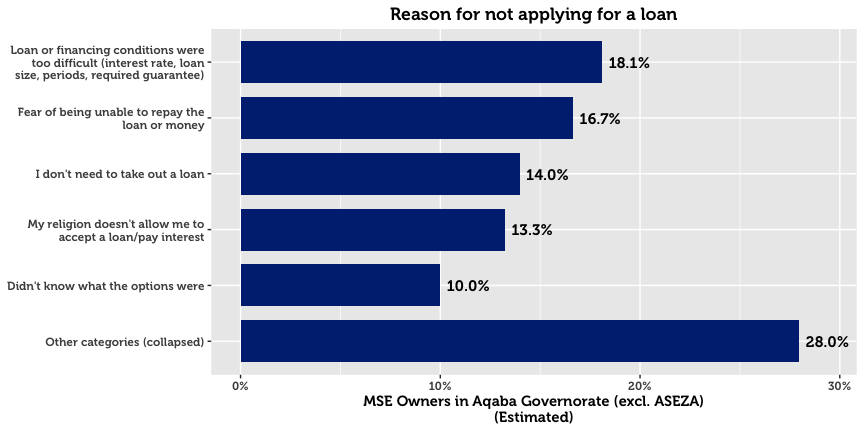 Reason for not applying for a loan
Loan or financing conditions were
too difficult (interest rate, loan
size, periods, required guarantee)
18.1%
Fear of being unable to repay the
loan or money
16.7%
I don't need to take out a loan
14.0%
My religion doesn't allow me to
accept a loan/pay interest
13.3%
Didn't know what the options were
10.0%
Other categories (collapsed)
28.0%
0% 10% 20% 30%
MSE Owners in Aqaba Governorate (excl. ASEZA)
(Estimated)